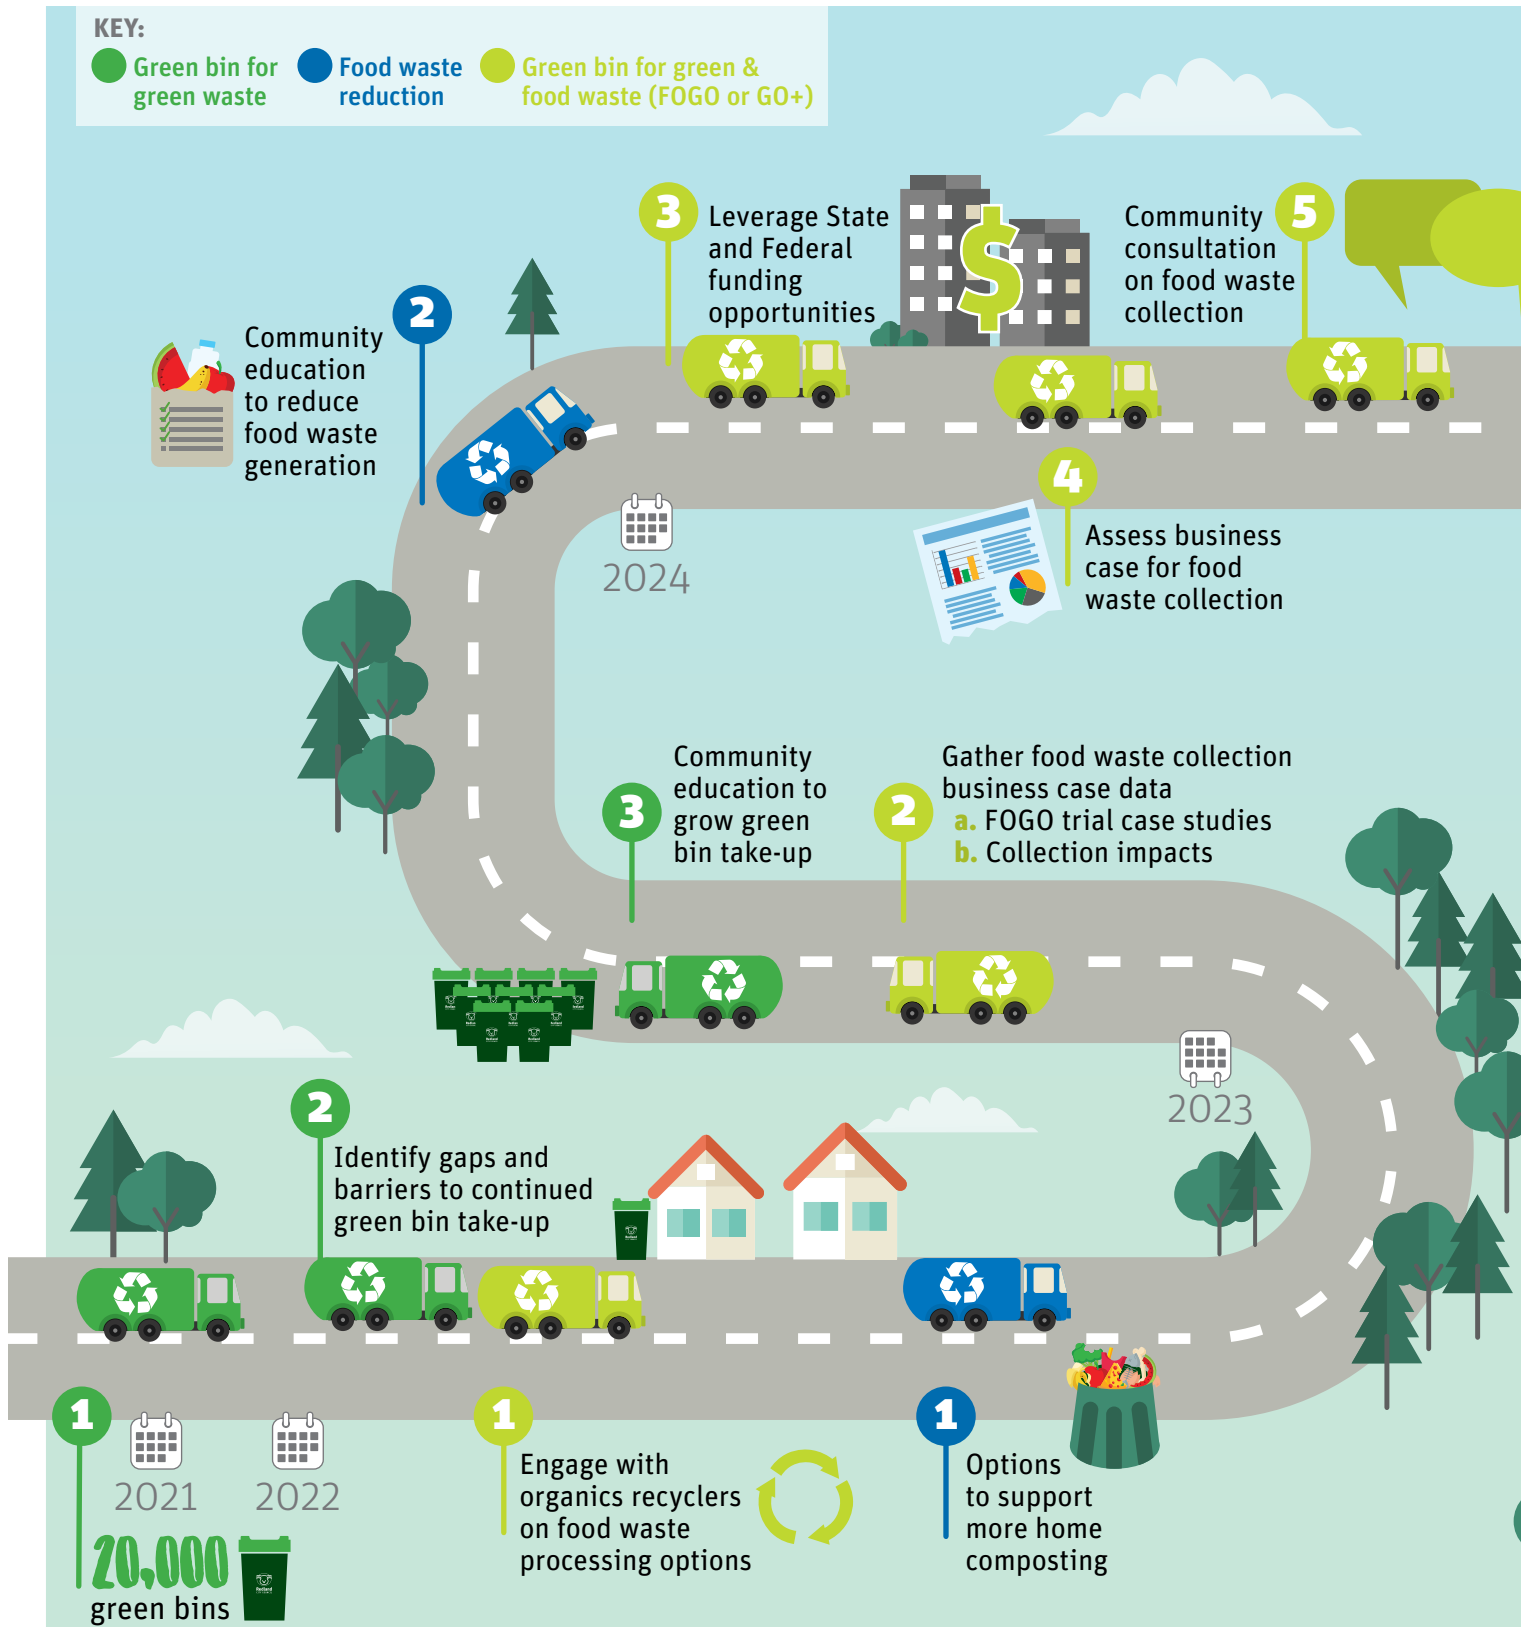 KEY:
Green bin for
green waste
Food waste
reduction
Green bin for green &
food waste (FOGO or GO+)
3
Leverage State
and Federal
funding
opportunities
$
Community
consultation
on food waste
collection
5
2
Community
education
to reduce
food waste
generation
4
Assess business
case for food
waste collection
2024
3
Community
education to
grow green
bin take-up
2
Gather food waste collection
business case data
a. FOGO trial case studies
b. Collection impacts
2023
2
Identify gaps and
barriers to continued
green bin take-up
1
2021
2022
20,000
green bins
Redland
1
Engage with
organics recyclers
on food waste
processing options
1
Options
to support
more home
composting